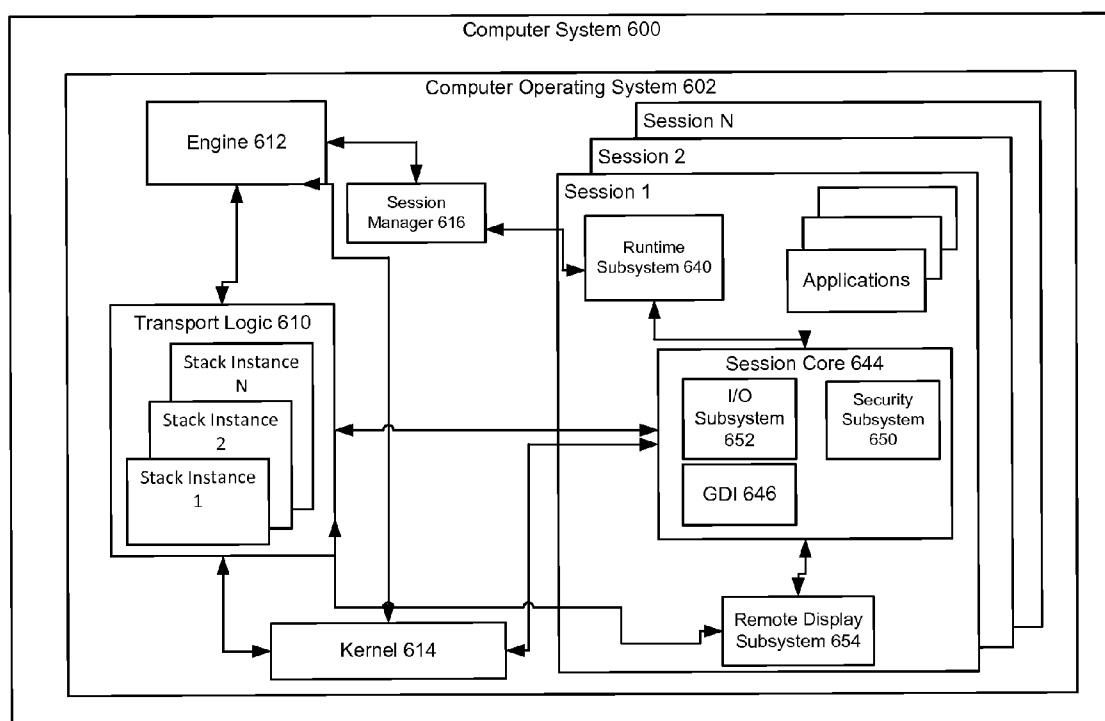 Computer System 600
Computer Operating System 602
Engine 612
Session Manager 616
Session N
Session 2
Session 1
Runtime
Subsystem 640
Applications
Transport Logic 610
Stack Instance
N
Stack Instance
2
Stack Instance
1
Session Core 644
I/O
Subsystem
652
Security
Subsystem
650
GDI 646
Kernel 614
Remote Display
Subsystem 654